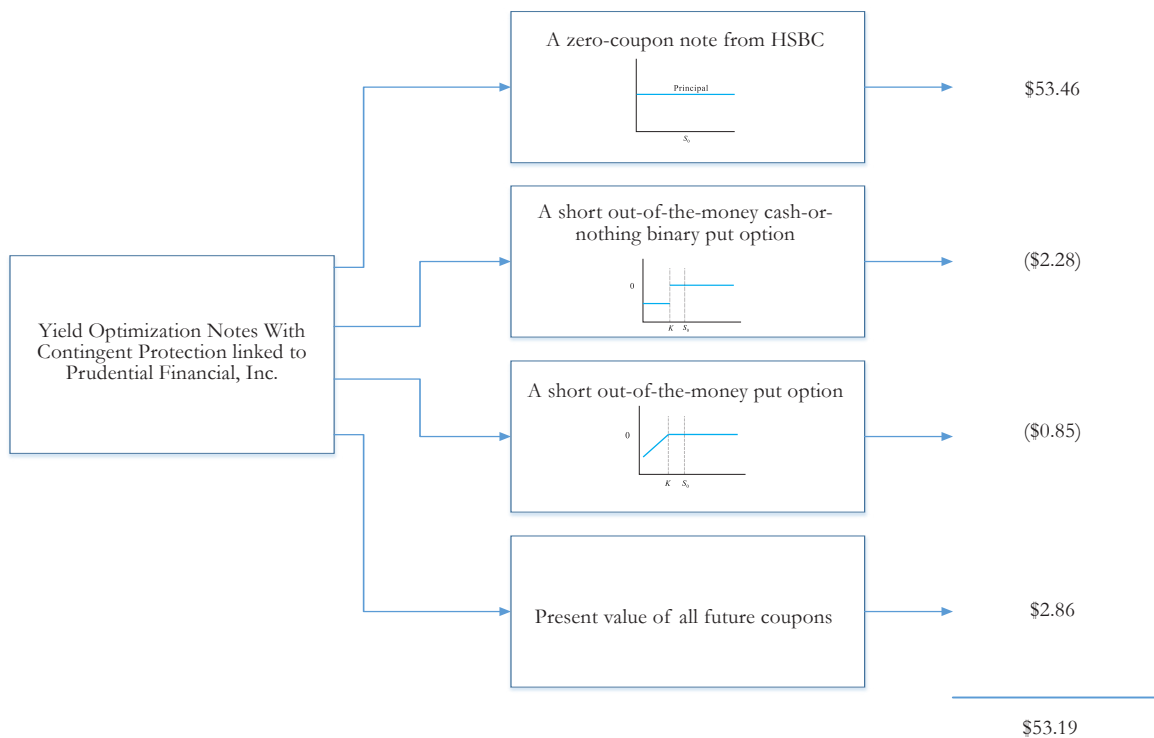 A zero-coupon note from HSBC
Principal
S₀
$53.46
A short out-of-the-money cash-or-
nothing binary put option
0
K
S₀
($2.28)
Yield Optimization Notes With
Contingent Protection linked to
Prudential Financial, Inc.
A short out-of-the-money put option
0
K
S₀
($0.85)
Present value of all future coupons
$2.86
$53.19